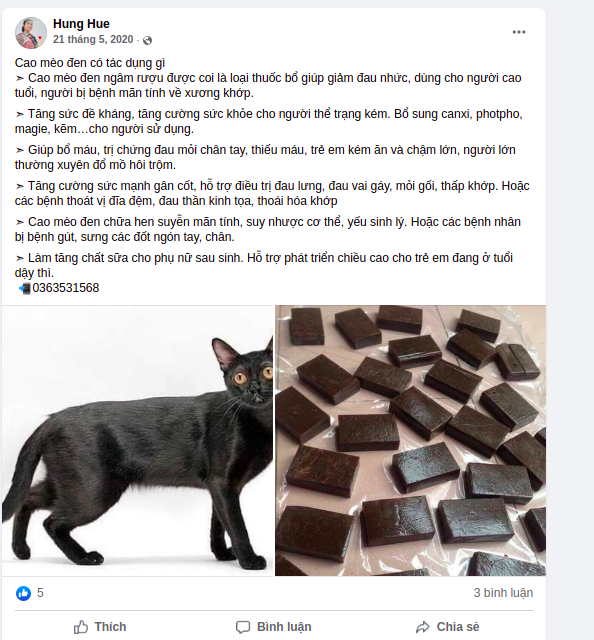 Hung Hue
21 tháng 5, 2020 ·
Cao mèo đen có tác dụng gì
➣ Cao mèo đen ngâm rượu được coi là loại thuốc bổ giúp giảm đau nhức, dùng cho người cao
tuổi, người bị bệnh mãn tính về xương khớp.
➣ Tăng sức đề kháng, tăng cường sức khỏe cho người thể trạng kém. Bổ sung canxi, photpho,
magie, kẽm…cho người sử dụng.
➣ Giúp bổ máu, trị chứng đau mỏi chân tay, thiếu máu, trẻ em kém ăn và chậm lớn, người lớn
thường xuyên đổ mồ hôi trộm.
➣ Tăng cường sức mạnh gân cốt, hỗ trợ điều trị đau lưng, đau vai gáy, mỏi gối, thấp khớp. Hoặc
các bệnh thoát vị đĩa đệm, đau thần kinh tọa, thoái hóa khớp
➣ Cao mèo đen chữa hen suyễn mãn tính, suy nhược cơ thể, yếu sinh lý. Hoặc các bệnh nhân
bị bệnh gút, sưng các đốt ngón tay, chân.
➣ Làm tăng chất sữa cho phụ nữ sau sinh. Hỗ trợ phát triển chiều cao cho trẻ em đang ở tuổi
dậy thì.
📲0363531568
5
3 bình luận
Thích
Bình luận
Chia sẻ